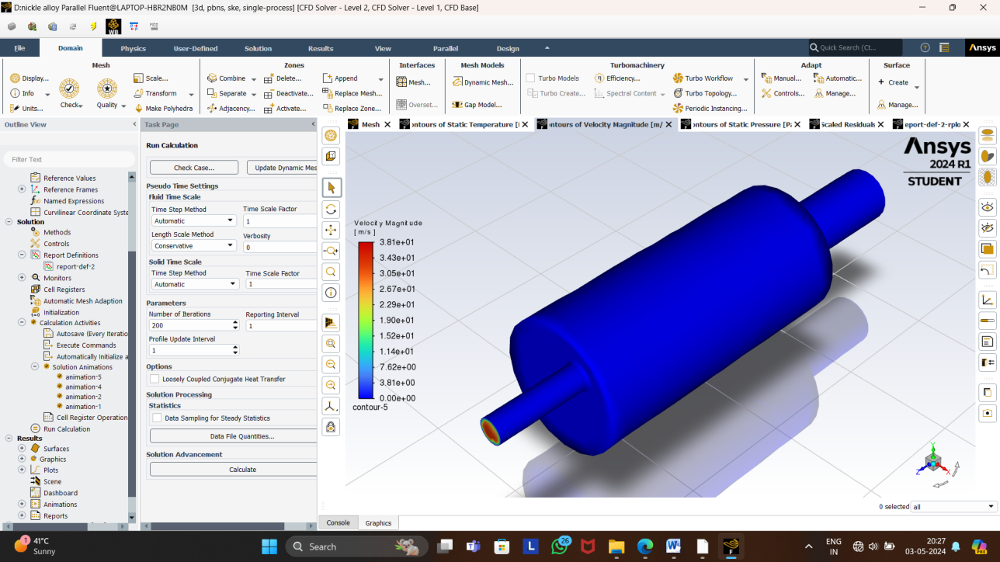 D:nickle alloy Parallel Fluent@LAPTOP-HBR2NB0M [3d, pbns, ske, single-process] [CFD Solver - Level 2, CFD Solver - Level 1, CFD Base]
WB
File Domain Physics User-Defined Solution Results View Parallel Design Quick Search (Ct... Ansys
Mesh Zones Interfaces Mesh Models Turbomachinery Adapt Surface
Display... Scale... Combine Delete... Append Mesh... Dynamic Mesh... Turbo Models Efficiency... Turbo Workflow Manual... Automatic... Create
Info Transform Separate Deactivate... Replace Mesh... Turbo Create... Spectral Content Turbo Topology... Controls... Manage...
Check Quality
Units... Make Polyhedra Adjacency... Activate... Replace Zone... Overset... Gap Model... Periodic Instancing... Manage...
Outline View
Filter Text
Reference Values
Reference Frames
Named Expressions
Curvilinear Coordinate Syste
Solution
Methods
Controls
Report Definitions
report-def-2
Monitors
Cell Registers
Automatic Mesh Adaption
Initialization
Calculation Activities
Autosave (Every Iteratio
Execute Commands
Automatically Initialize a
Solution Animations
animation-5
animation-4
animation-2
animation-1
Cell Register Operation
Run Calculation
Results
Surfaces
Graphics
Plots
Scene
Dashboard
Animations
Reports
Task Page
Run Calculation
Check Case... Update Dynamic Mes
Pseudo Time Settings
Fluid Time Scale
Time Step Method Time Scale Factor
Automatic 1
Length Scale Method Verbosity
Conservative 0
Solid Time Scale
Time Step Method Time Scale Factor
Automatic 1
Parameters
Number of Iterations Reporting Interval
200 1
Profile Update Interval
1
Options
Loosely Coupled Conjugate Heat Transfer
Solution Processing
Statistics
Data Sampling for Steady Statistics
Data File Quantities...
Solution Advancement
Calculate
Mesh ontours of Static Temperature [ ontours of Velocity Magnitude [m/ ontours of Static Pressure [P Scaled Residuals eport-def-2-rplo
Ansys
2024 R1
STUDENT
Velocity Magnitude
[ m/s ]
3.81e+01
3.43e+01
3.05e+01
2.67e+01
2.29e+01
1.90e+01
1.52e+01
1.14e+01
7.62e+00
3.81e+00
0.00e+00
contour-5
Y
Z X
0 selected all
Console Graphics
1 41°C
Sunny
Search
L 26 W F
ENG
IN
20:27
03-05-2024
PRE